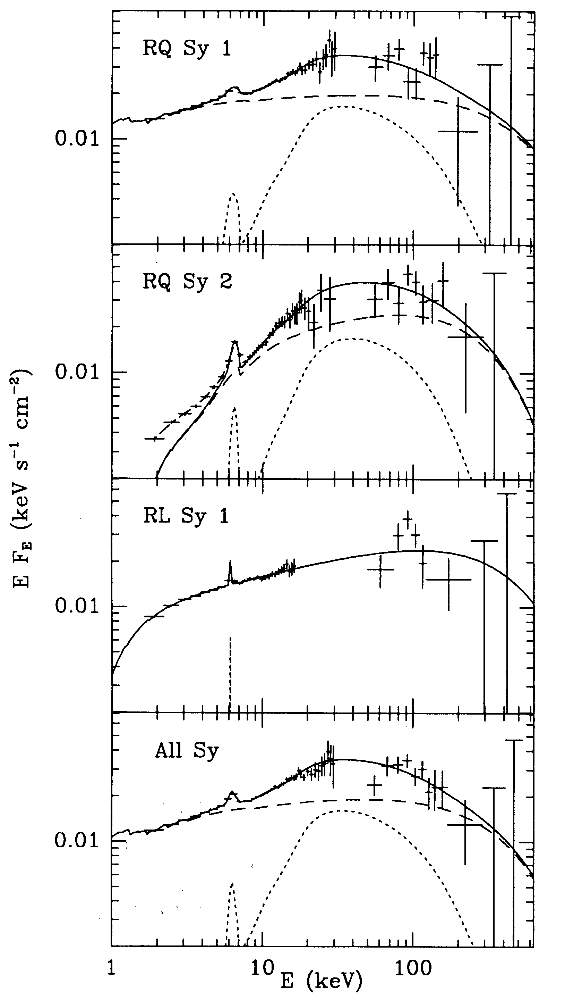 RQ Sy 1
0.01
RQ Sy 2
0.01
E F_E (keV s⁻¹ cm⁻²)
RL Sy 1
0.01
All Sy
0.01
1 10 100
E (keV)